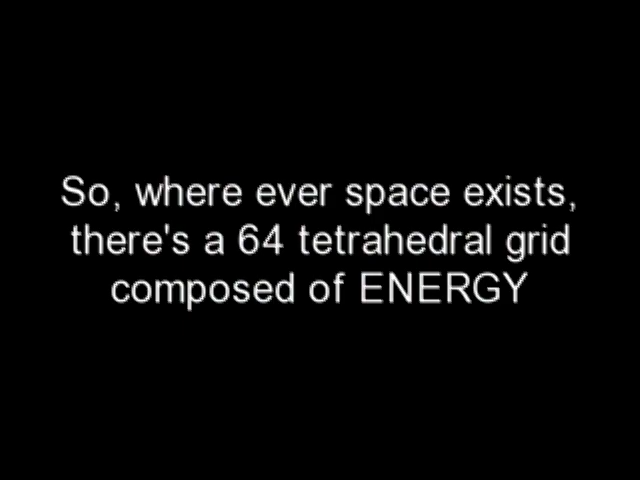 So, where ever space exists,
there's a 64 tetrahedral grid
composed of ENERGY